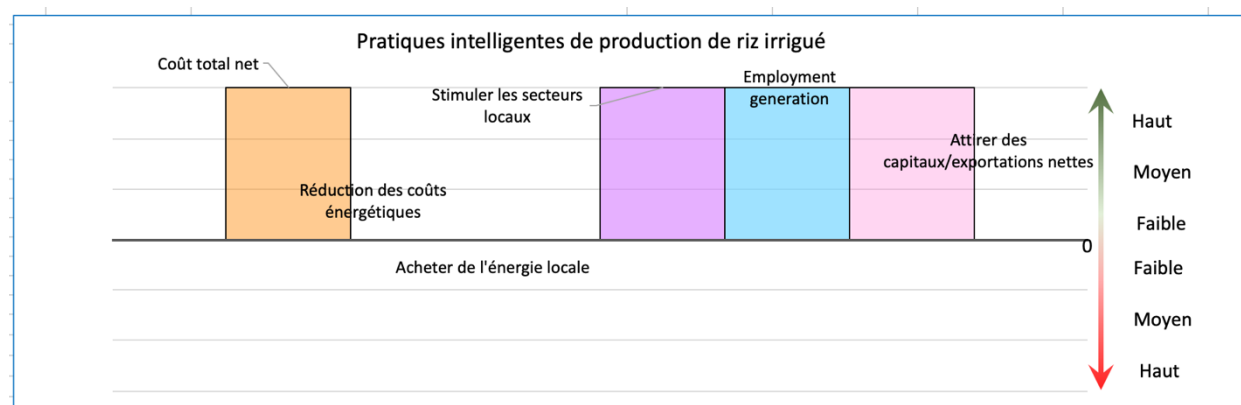 Pratiques intelligentes de production de riz irrigué
Coût total net
Employment
generation
Stimuler les secteurs
locaux
Haut
Attirer des
capitaux/exportations nettes
Moyen
Réduction des coûts
énergétiques
Faible
0
Acheter de l'énergie locale
Faible
Moyen
Haut